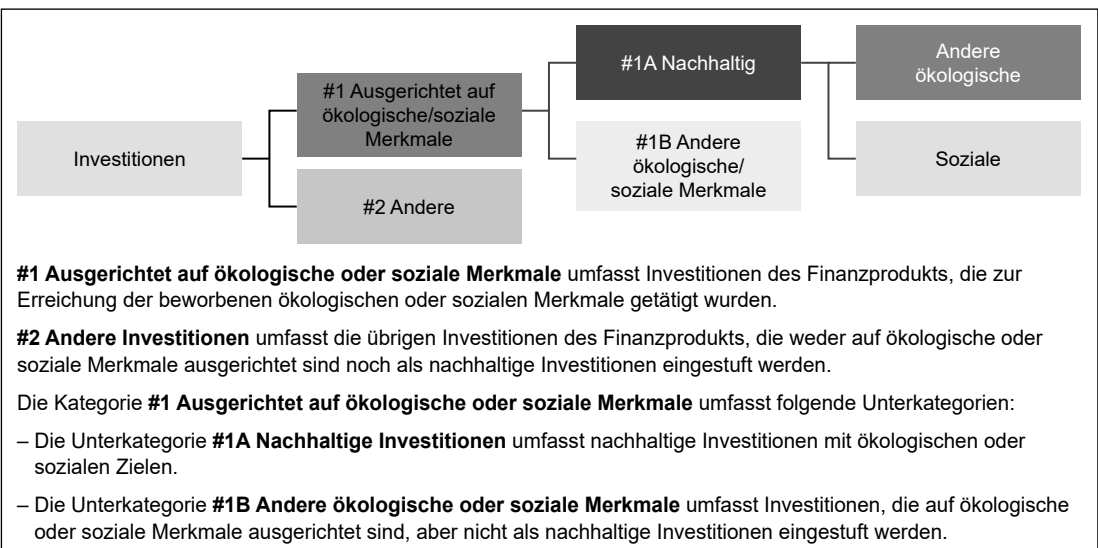 Investitionen
#1 Ausgerichtet auf
ökologische/soziale
Merkmale
#2 Andere
#1A Nachhaltig
#1B Andere
ökologische/
soziale Merkmale
Andere
ökologische
Soziale
#1 Ausgerichtet auf ökologische oder soziale Merkmale umfasst Investitionen des Finanzprodukts, die zur
Erreichung der beworbenen ökologischen oder sozialen Merkmale getätigt wurden.
#2 Andere Investitionen umfasst die übrigen Investitionen des Finanzprodukts, die weder auf ökologische oder
soziale Merkmale ausgerichtet sind noch als nachhaltige Investitionen eingestuft werden.
Die Kategorie #1 Ausgerichtet auf ökologische oder soziale Merkmale umfasst folgende Unterkategorien:
– Die Unterkategorie #1A Nachhaltige Investitionen umfasst nachhaltige Investitionen mit ökologischen oder
sozialen Zielen.
– Die Unterkategorie #1B Andere ökologische oder soziale Merkmale umfasst Investitionen, die auf ökologische
oder soziale Merkmale ausgerichtet sind, aber nicht als nachhaltige Investitionen eingestuft werden.